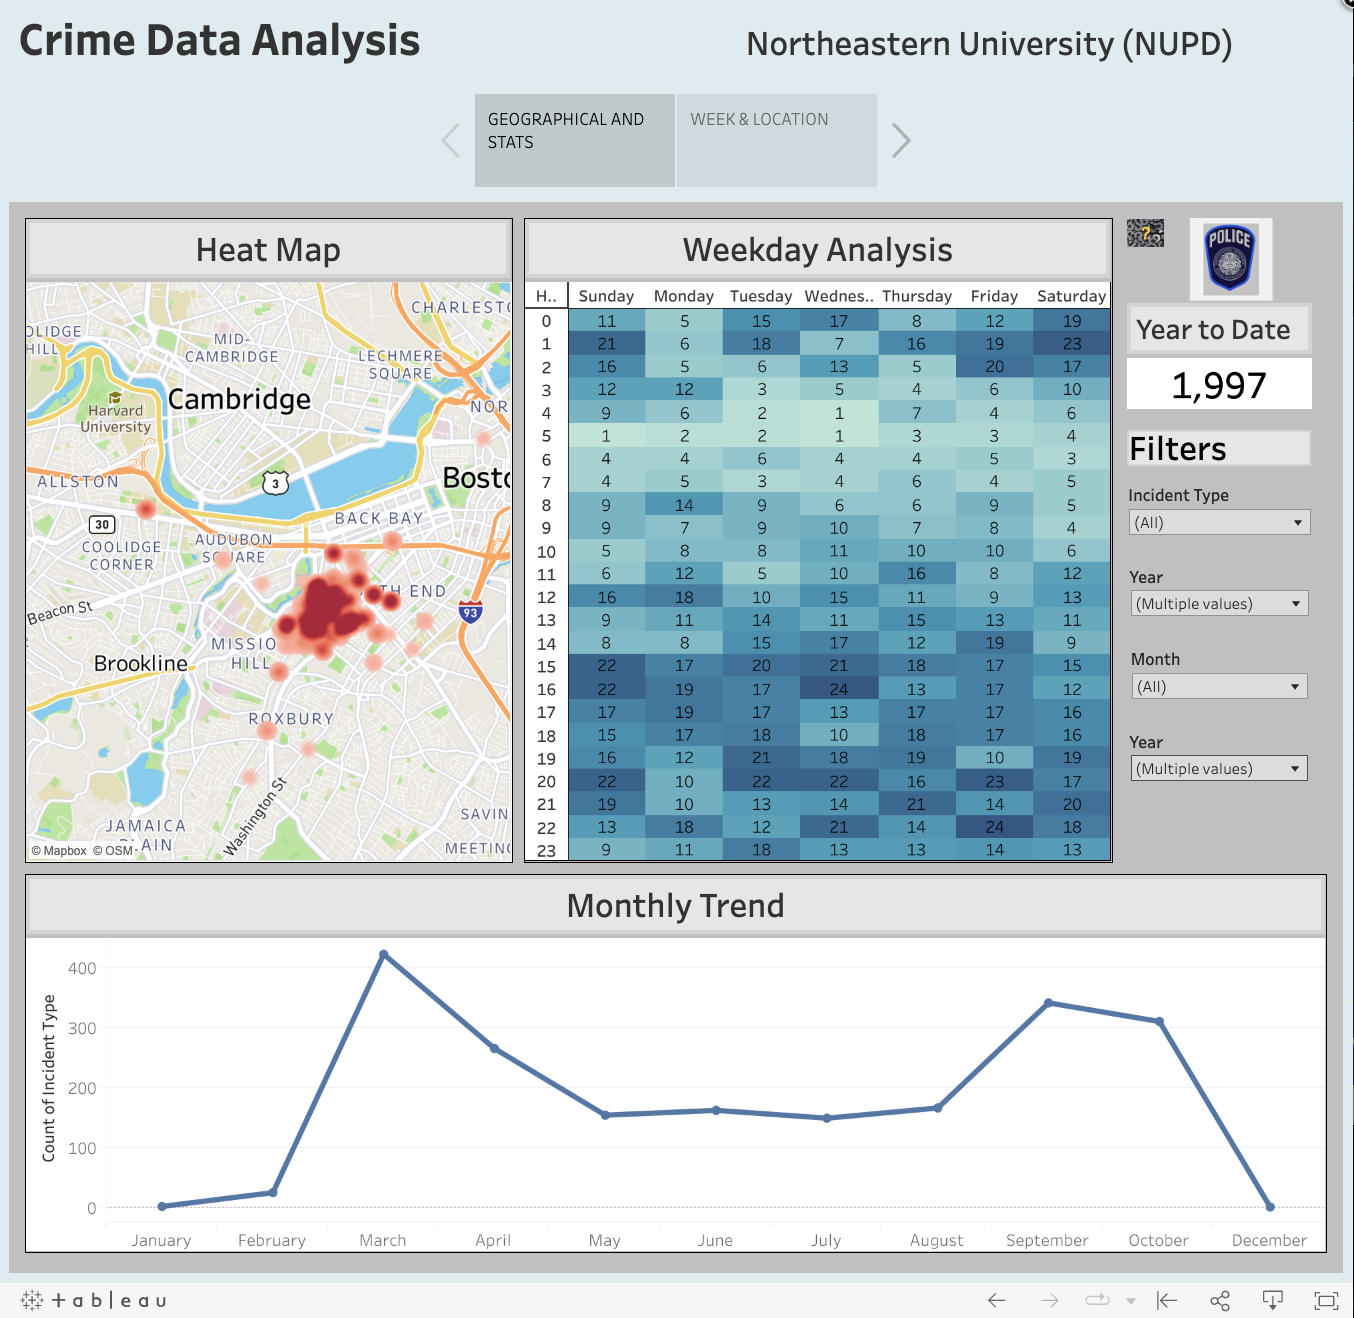 Crime Data Analysis
Northeastern University (NUPD)
GEOGRAPHICAL AND
STATS
WEEK & LOCATION
Heat Map
CHARLEST
OLIDGE
HILL
MID-
CAMBRIDGE
LECHMERE
SQUARE
Cambridge
Harvard
University
NOR
ALLSTON
3
Bosto
30
BACK BAY
COOLIDGE
CORNER
AUDUBON
SQUARE
TH END
Beacon St
93
MISSIO
HILL
Brookline
ROXBURY
Washington St
JAMAICA
PLAIN
SAVIN
MEETIN
© Mapbox © OSM
Weekday Analysis
H.. Sunday Monday Tuesday Wednes.. Thursday Friday Saturday
0 11 5 15 17 8 12 19
1 21 6 18 7 16 19 23
2 16 5 6 13 5 20 17
3 12 12 3 5 4 6 10
4 9 6 2 1 7 4 6
5 1 2 2 1 3 3 4
6 4 4 6 4 4 5 3
7 4 5 3 4 6 4 5
8 9 14 9 6 6 9 5
9 9 7 9 10 7 8 4
10 5 8 8 11 10 10 6
11 6 12 5 10 16 8 12
12 16 18 10 15 11 9 13
13 9 11 14 11 15 13 11
14 8 8 15 17 12 19 9
15 22 17 20 21 18 17 15
16 22 19 17 24 13 17 12
17 17 19 17 13 17 17 16
18 15 17 18 10 18 17 16
19 16 12 21 18 19 10 19
20 22 10 22 22 16 23 17
21 19 10 13 14 21 14 20
22 13 18 12 21 14 24 18
23 9 11 18 13 13 14 13
?
POLICE
Year to Date
1,997
Filters
Incident Type
(All)
Year
(Multiple values)
Month
(All)
Year
(Multiple values)
Monthly Trend
Count of Incident Type
400
300
200
100
0
January February March April May June July August September October December
+ a b l e a u